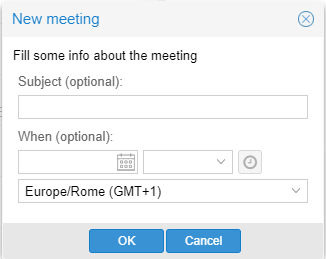 New meeting
Fill some info about the meeting
Subject (optional):
When (optional):
Europe/Rome (GMT+1)
OK Cancel